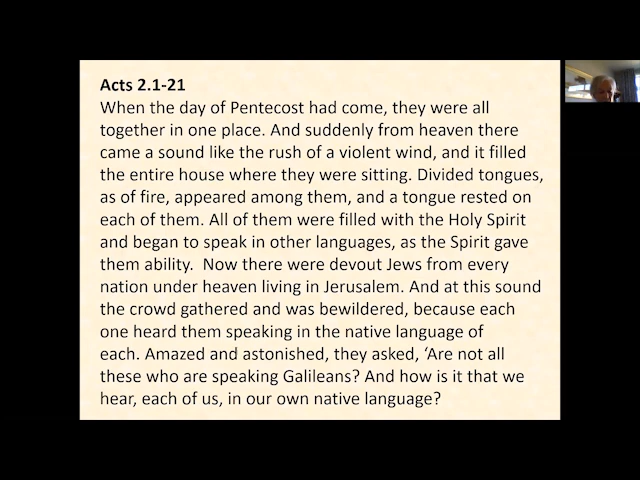 Acts 2.1-21
When the day of Pentecost had come, they were all
together in one place. And suddenly from heaven there
came a sound like the rush of a violent wind, and it filled
the entire house where they were sitting. Divided tongues,
as of fire, appeared among them, and a tongue rested on
each of them. All of them were filled with the Holy Spirit
and began to speak in other languages, as the Spirit gave
them ability.  Now there were devout Jews from every
nation under heaven living in Jerusalem. And at this sound
the crowd gathered and was bewildered, because each
one heard them speaking in the native language of
each. Amazed and astonished, they asked, ‘Are not all
these who are speaking Galileans? And how is it that we
hear, each of us, in our own native language?